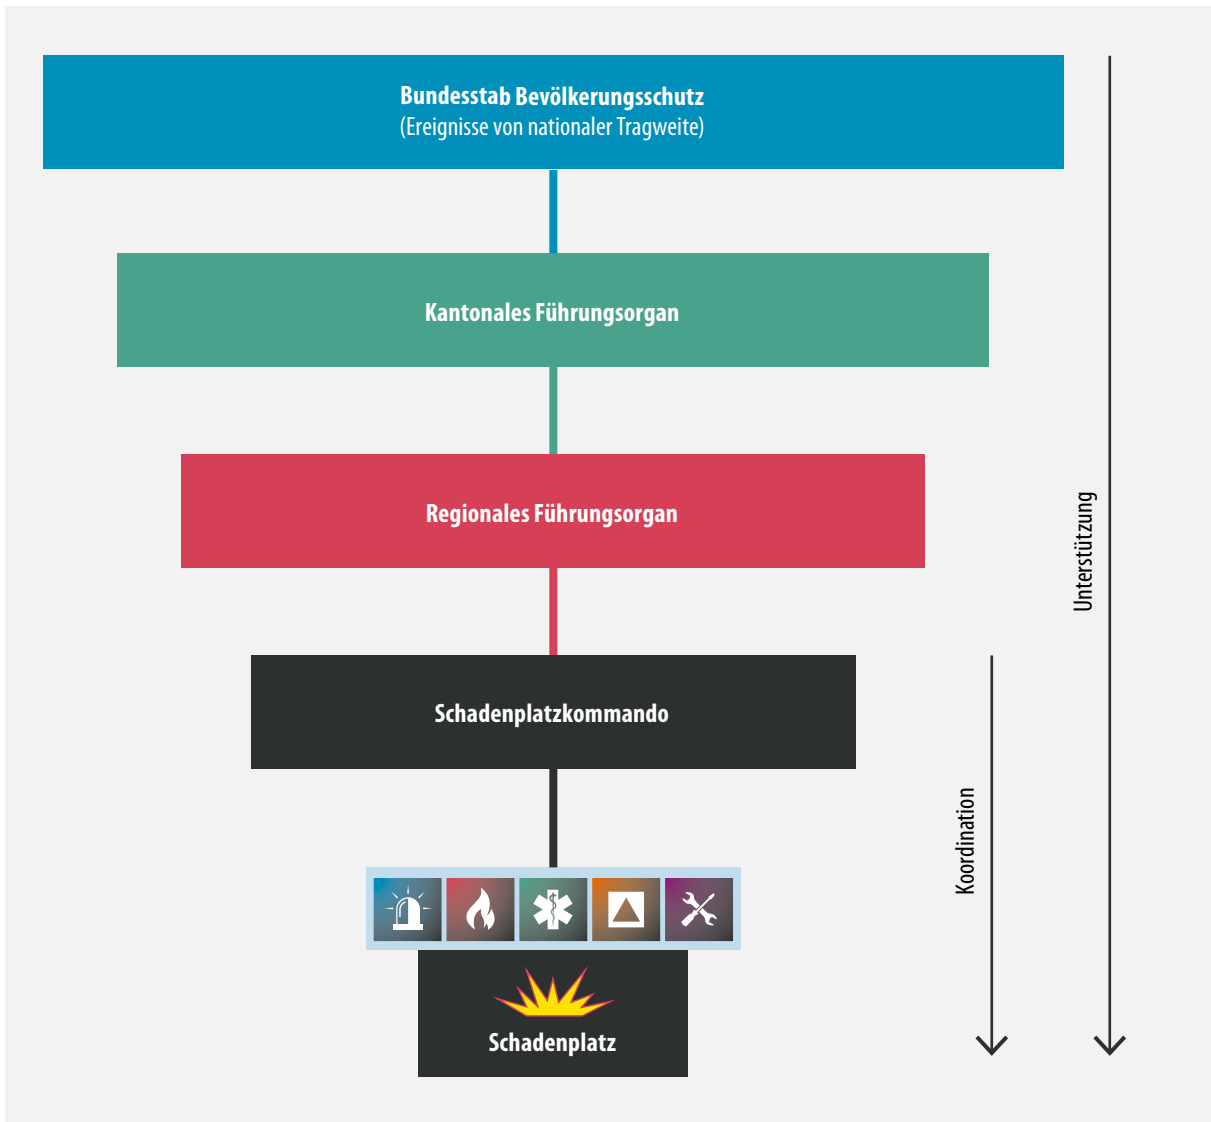 Bundesstab Bevölkerungsschutz
(Ereignisse von nationaler Tragweite)
Kantonales Führungsorgan
Regionales Führungsorgan
Unterstützung
Schadenplatzkommando
Koordination
Schadenplatz